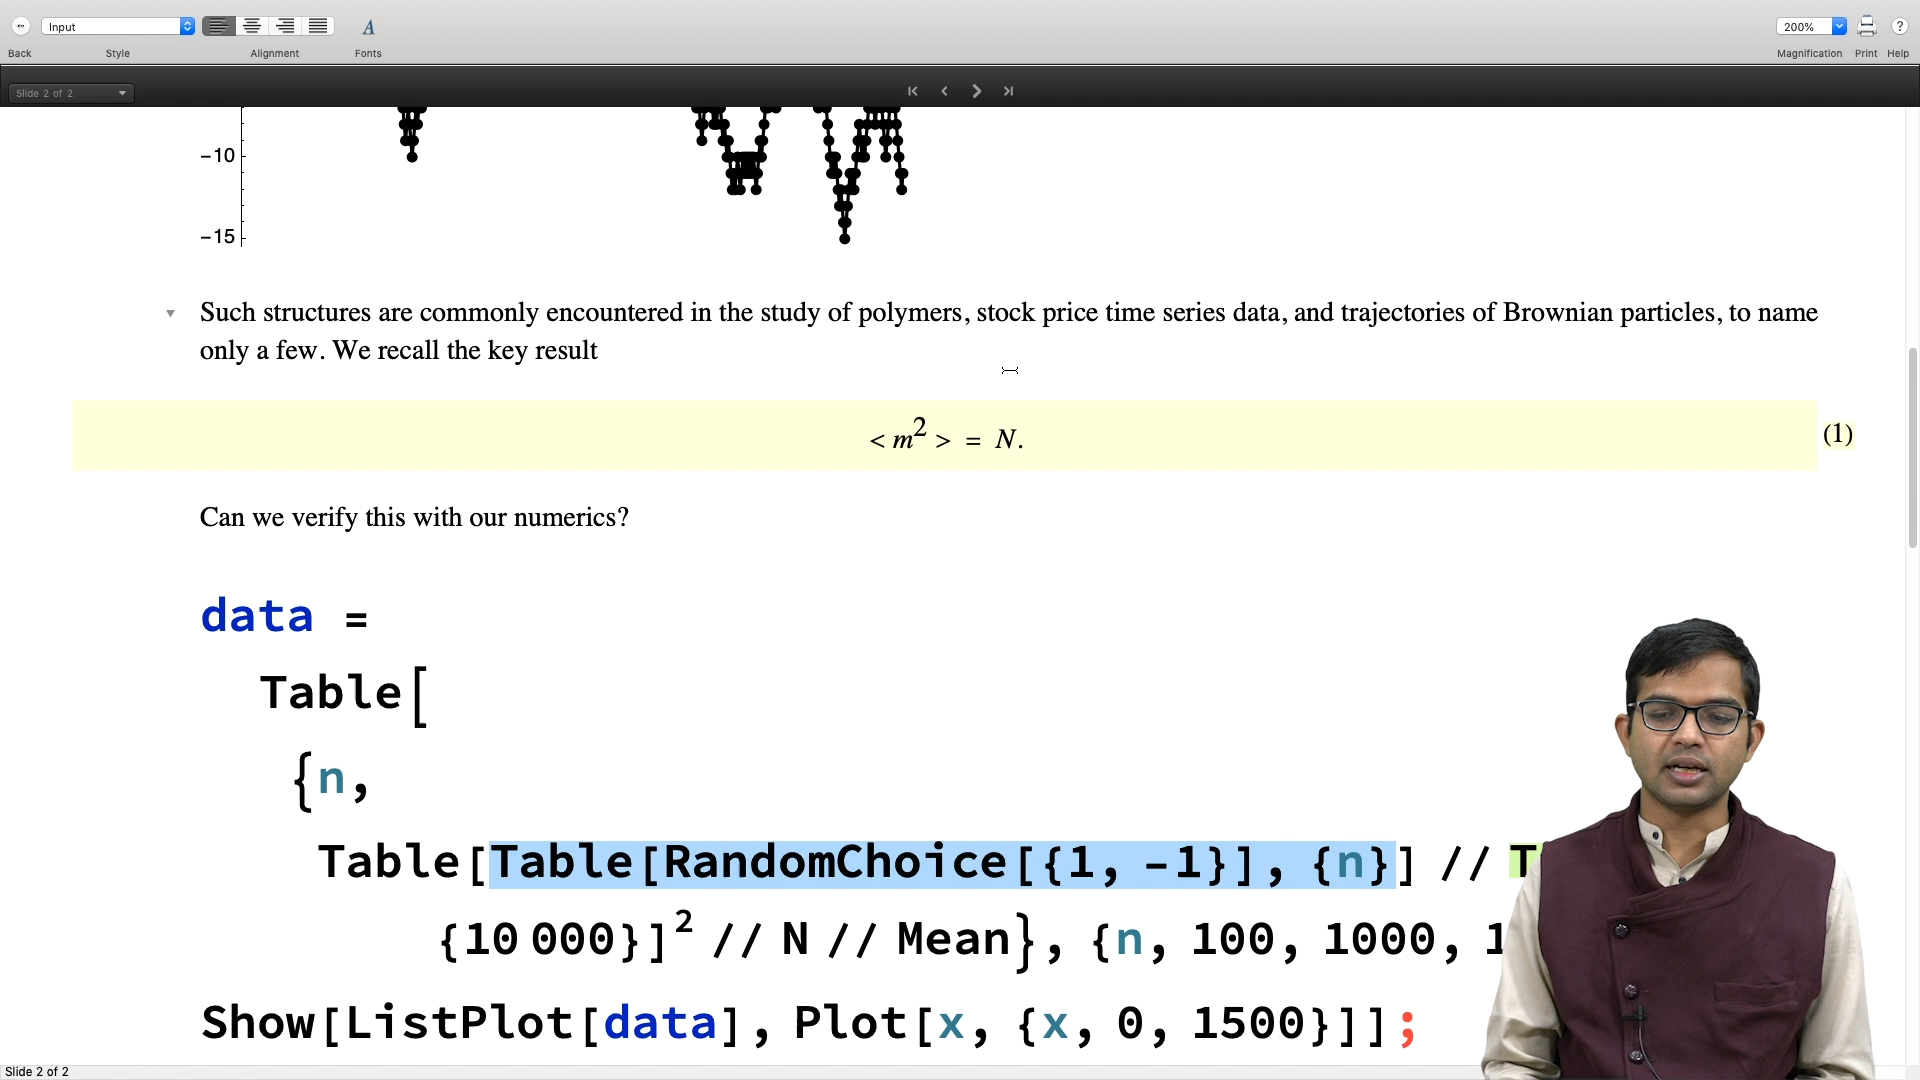 Input
200%
Back
Style
Alignment
Fonts
Magnification
Print
Help
Slide 2 of 2
−10
−15
Such structures are commonly encountered in the study of polymers, stock price time series data, and trajectories of Brownian particles, to name
only a few. We recall the key result
< m² > = N.
(1)
Can we verify this with our numerics?
data =
Table[
{n,
Table[Table[RandomChoice[{1, -1}], {n}] // T
{10 000}]² // N // Mean}, {n, 100, 1000, 1
Show[ListPlot[data], Plot[x, {x, 0, 1500}]];
Slide 2 of 2